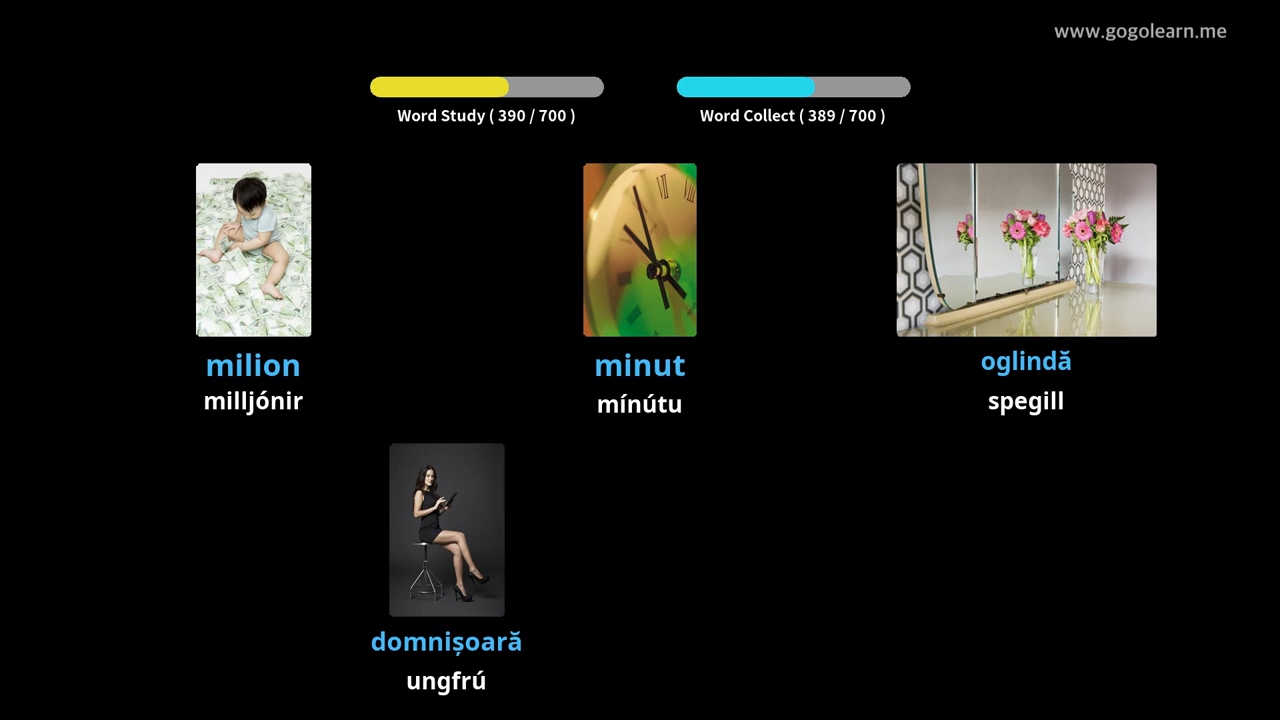 www.gogolearn.me
Word Study ( 390 / 700 )
Word Collect ( 389 / 700 )
milion
milljónir
minut
mínútu
oglindă
spegill
domnișoară
ungfrú